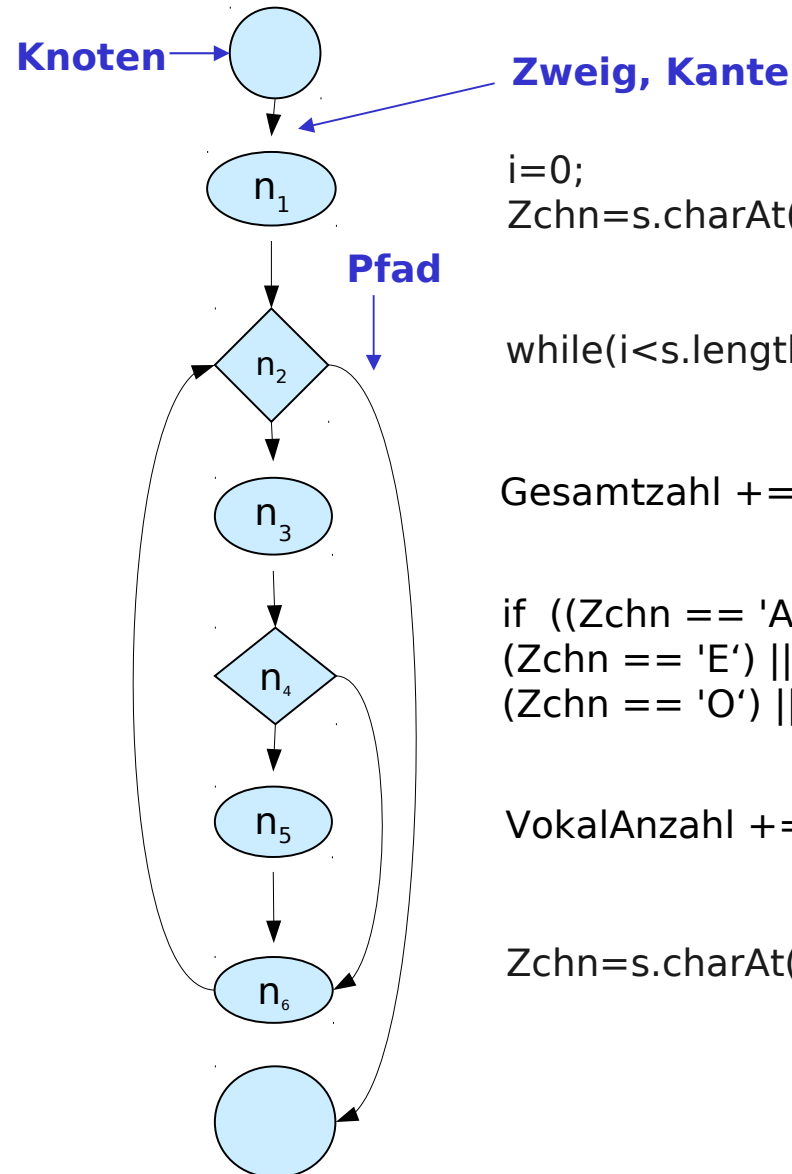 Knoten
Zweig, Kante
n1
i=0;
Zchn=s.charAt(
Pfad
n2
while(i<s.length
n3
Gesamtzahl +=
n4
if ((Zchn == 'A
(Zchn == 'E‘) ||
(Zchn == 'O‘) ||
n5
VokalAnzahl +=
n6
Zchn=s.charAt(